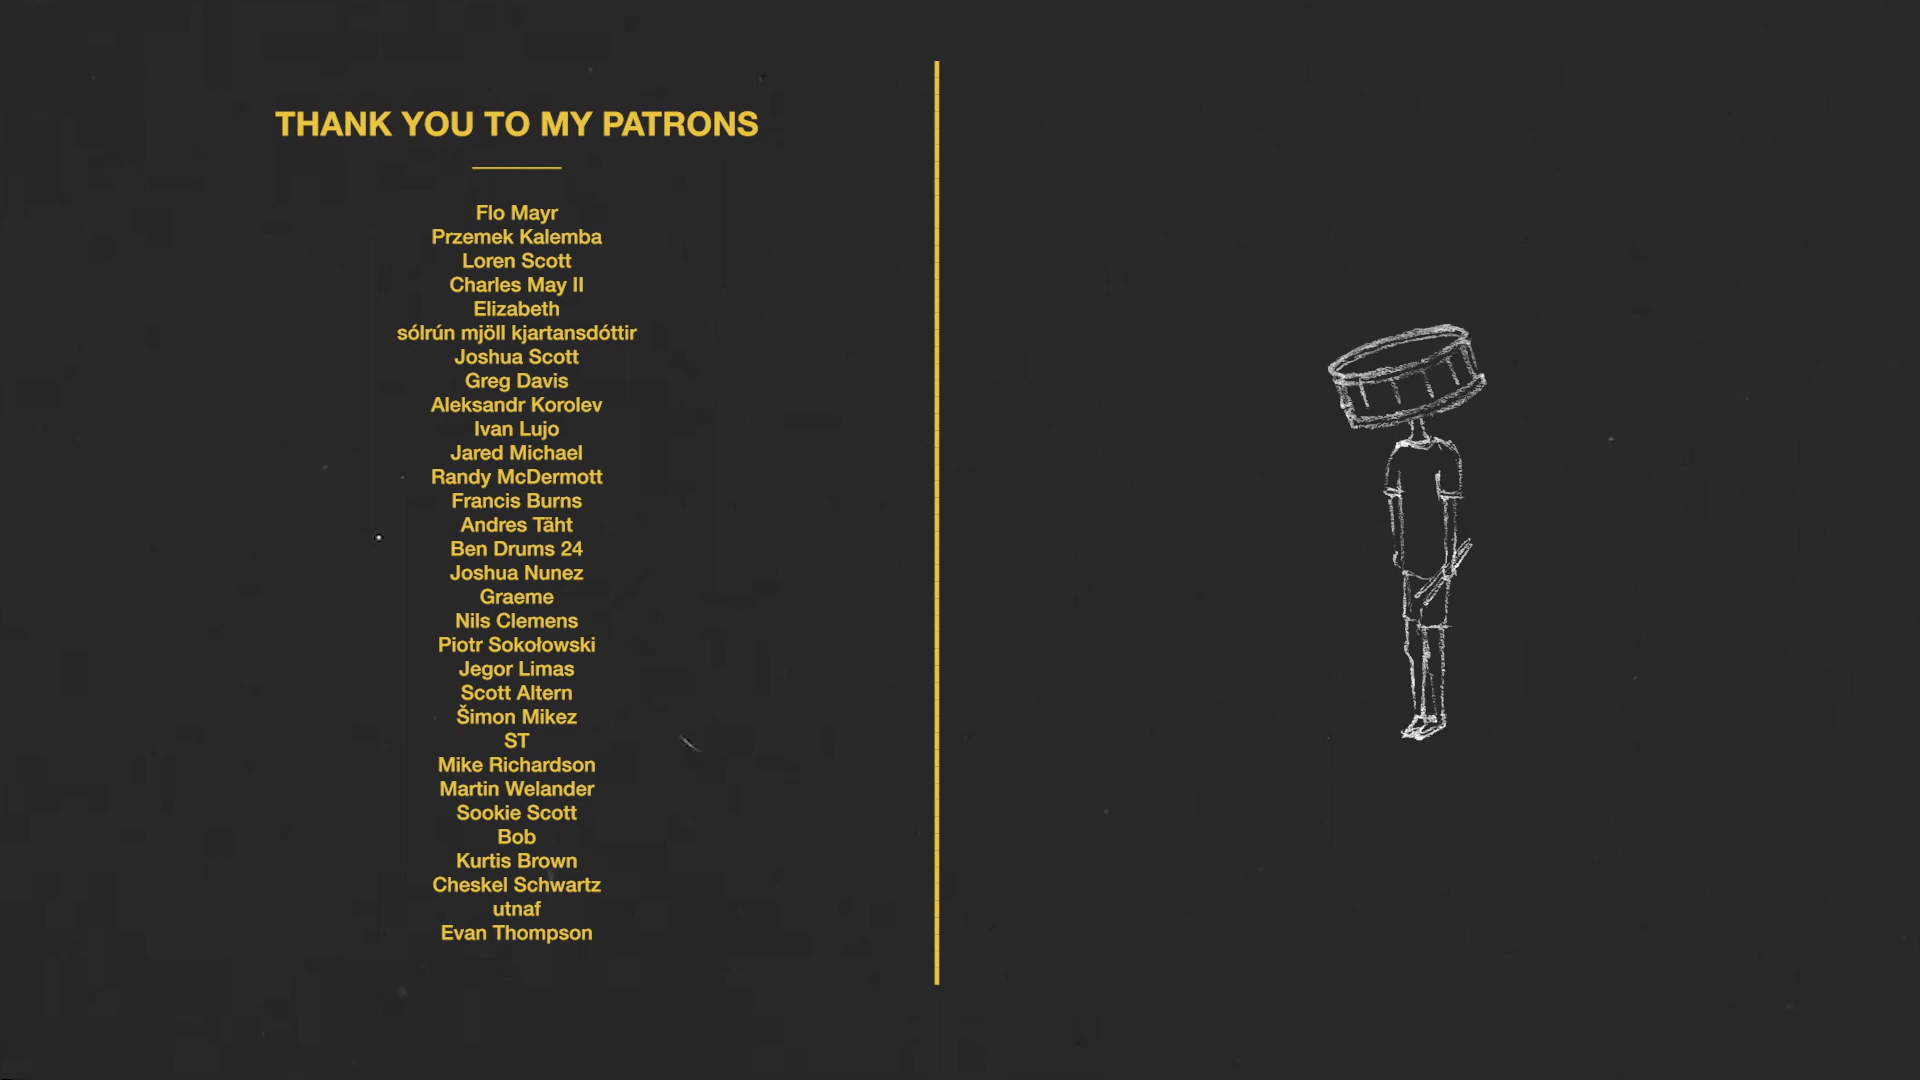 THANK YOU TO MY PATRONS
Flo Mayr
Przemek Kalemba
Loren Scott
Charles May II
Elizabeth
sólrún mjöll kjartansdóttir
Joshua Scott
Greg Davis
Aleksandr Korolev
Ivan Lujo
Jared Michael
Randy McDermott
Francis Burns
Andres Täht
Ben Drums 24
Joshua Nunez
Graeme
Nils Clemens
Piotr Sokołowski
Jegor Limas
Scott Altern
Šimon Mikez
ST
Mike Richardson
Martin Welander
Sookie Scott
Bob
Kurtis Brown
Cheskel Schwartz
utnaf
Evan Thompson